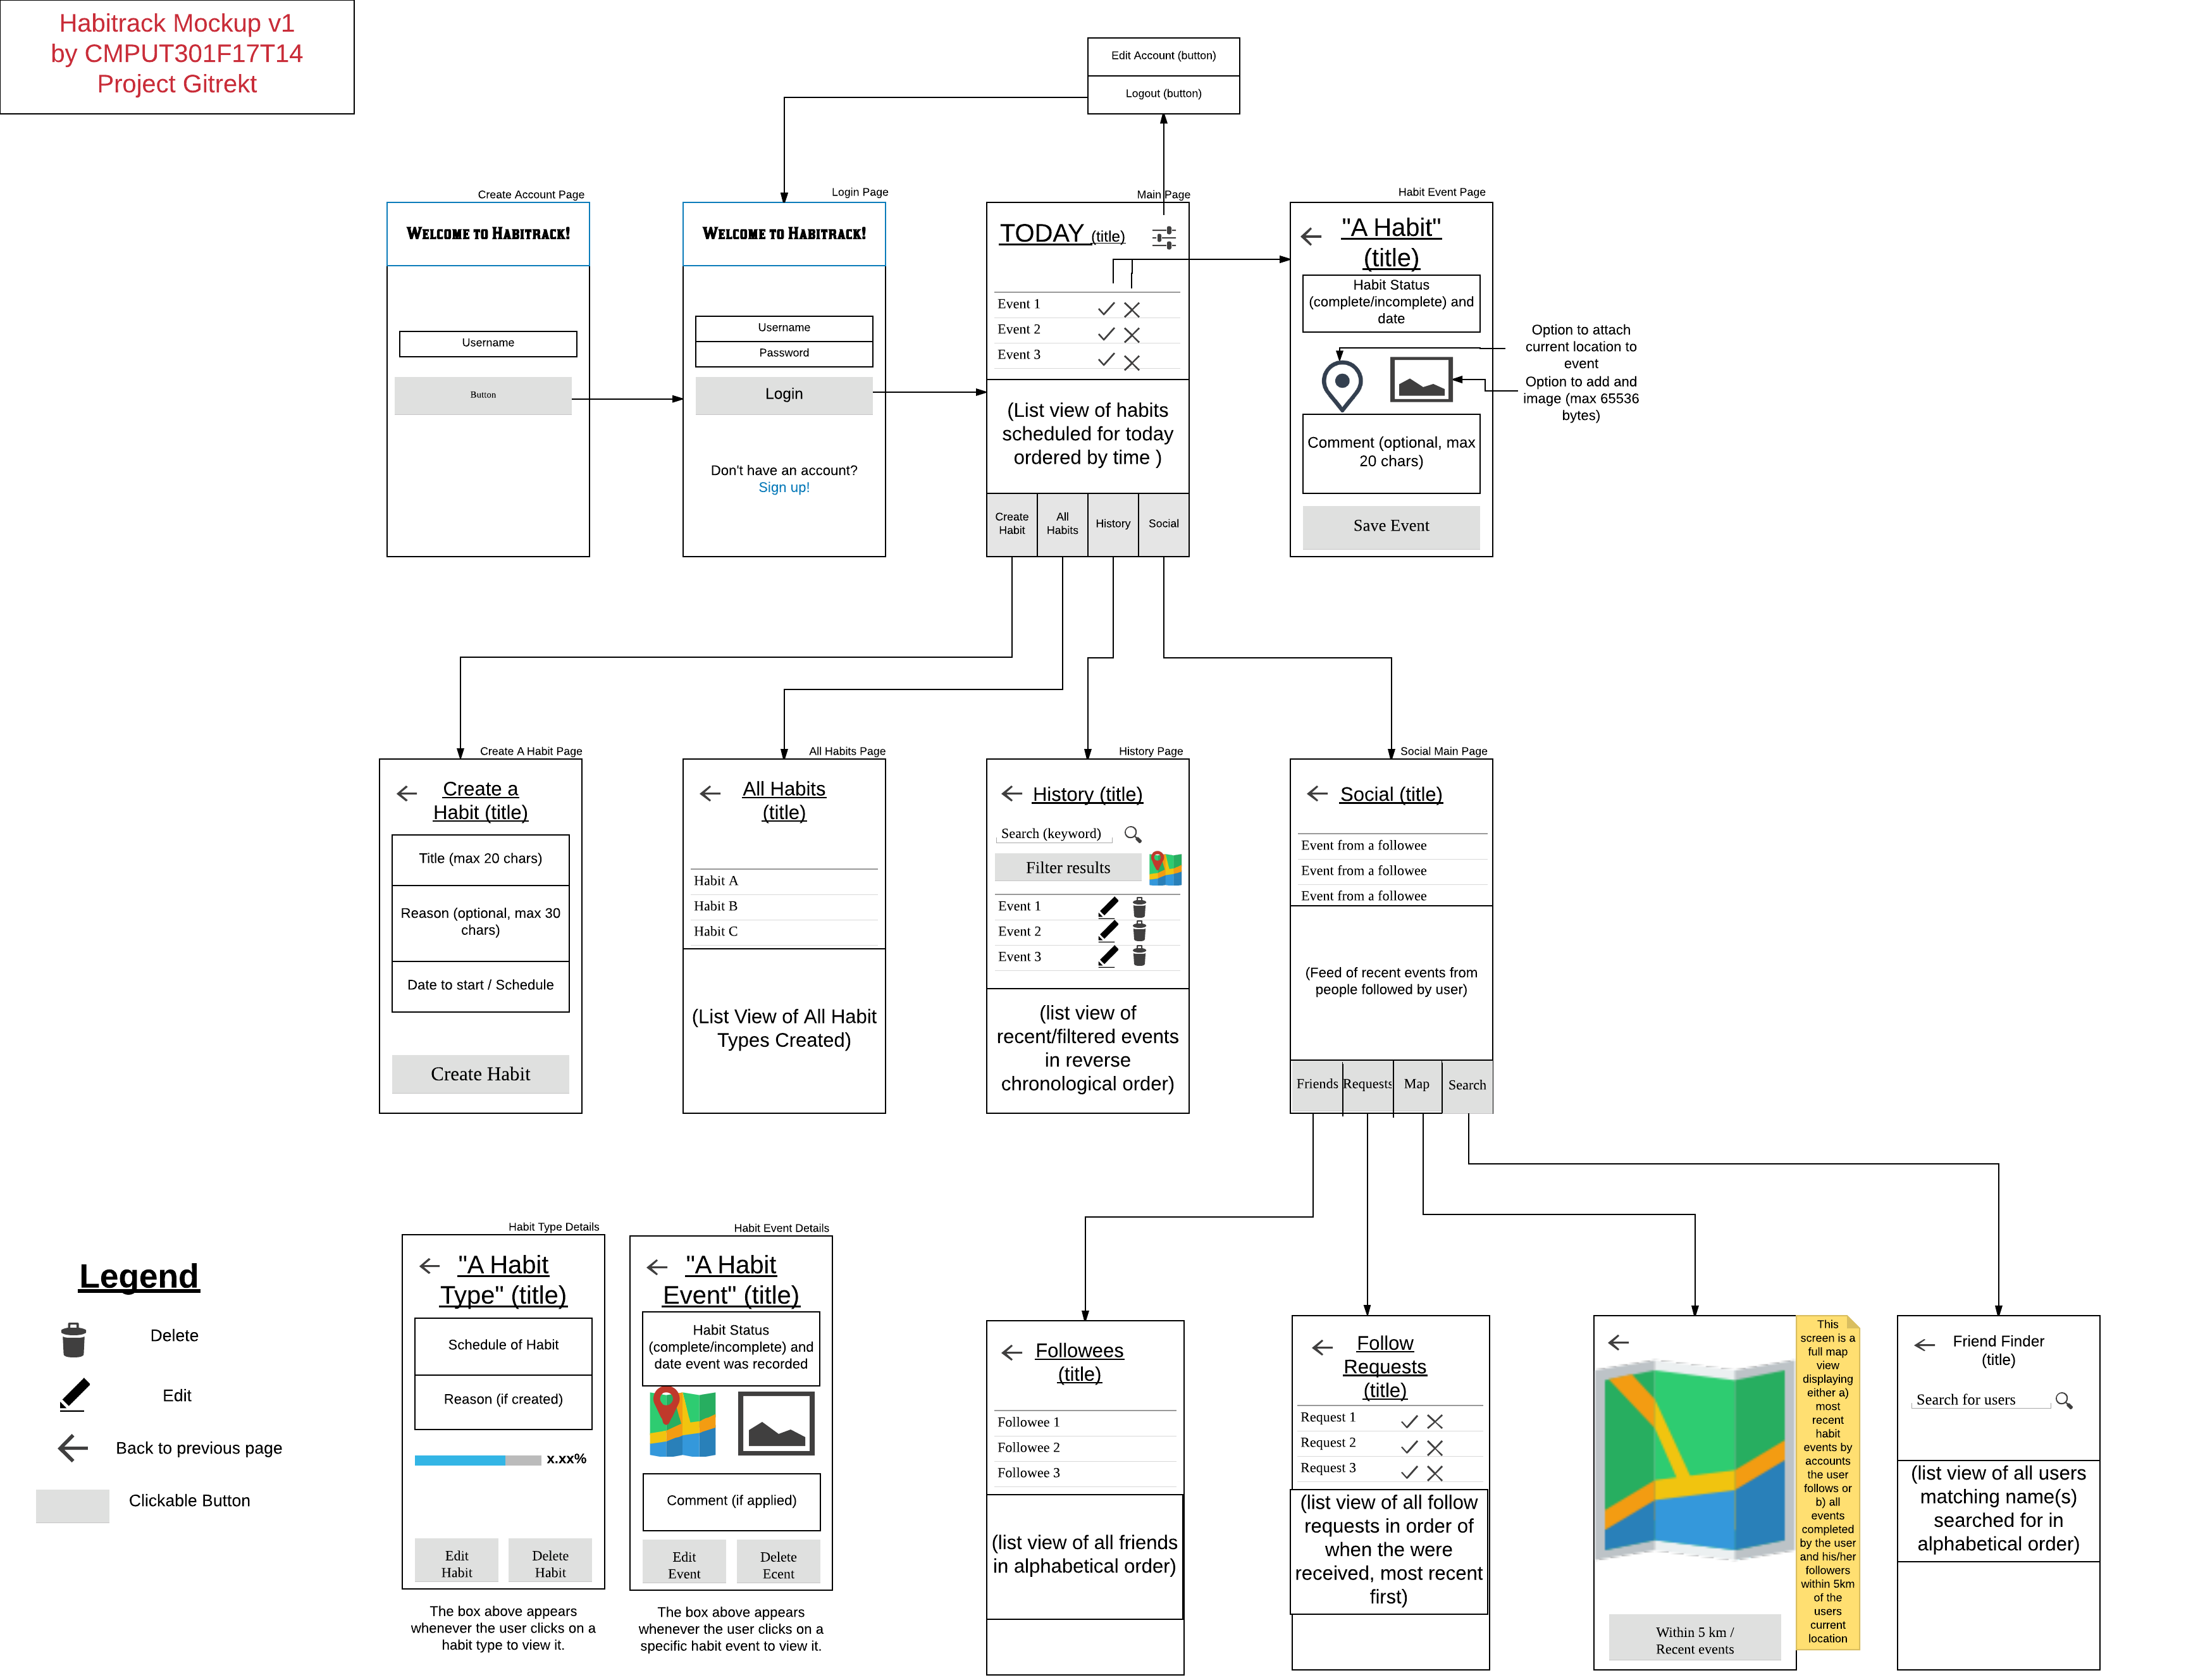 Habitrack Mockup v1
by CMPUT301F17T14
Project Gitrekt
Edit Account (button)
Logout (button)
Create Account Page
WELCOME TO HABITRACK!
Username
Button
Login Page
WELCOME TO HABITRACK!
Username
Password
Login
Don't have an account?
Sign up!
Main Page
TODAY (title)
Event 1
Event 2
Event 3
(List view of habits
scheduled for today
ordered by time )
Create
Habit
All
Habits
History
Social
Habit Event Page
"A Habit"
(title)
Habit Status
(complete/incomplete) and
date
Option to attach
current location to
event
Option to add and
image (max 65536
bytes)
Comment (optional, max
20 chars)
Save Event
Create A Habit Page
Create a
Habit (title)
Title (max 20 chars)
Reason (optional, max 30
chars)
Date to start / Schedule
Create Habit
All Habits Page
All Habits
(title)
Habit A
Habit B
Habit C
(List View of All Habit
Types Created)
History Page
History (title)
Search (keyword)
Filter results
Event 1
Event 2
Event 3
(list view of
recent/filtered events
in reverse
chronological order)
Social Main Page
Social (title)
Event from a followee
Event from a followee
Event from a followee
(Feed of recent events from
people followed by user)
Friends
Requests
Map
Search
Legend
Delete
Edit
Back to previous page
Clickable Button
Habit Type Details
"A Habit
Type" (title)
Schedule of Habit
Reason (if created)
x.xx%
Edit
Habit
Delete
Habit
The box above appears
whenever the user clicks on a
habit type to view it.
Habit Event Details
"A Habit
Event" (title)
Habit Status
(complete/incomplete) and
date event was recorded
Comment (if applied)
Edit
Event
Delete
Ecent
The box above appears
whenever the user clicks on a
specific habit event to view it.
Followees
(title)
Followee 1
Followee 2
Followee 3
(list view of all friends
in alphabetical order)
Follow
Requests
(title)
Request 1
Request 2
Request 3
(list view of all follow
requests in order of
when the were
received, most recent
first)
Within 5 km /
Recent events
This
screen is a
full map
view
displaying
either a)
most
recent
habit
events by
accounts
the user
follows or
b) all
events
completed
by the user
and his/her
followers
within 5km
of the
users
current
location
Friend Finder
(title)
Search for users
(list view of all users
matching name(s)
searched for in
alphabetical order)